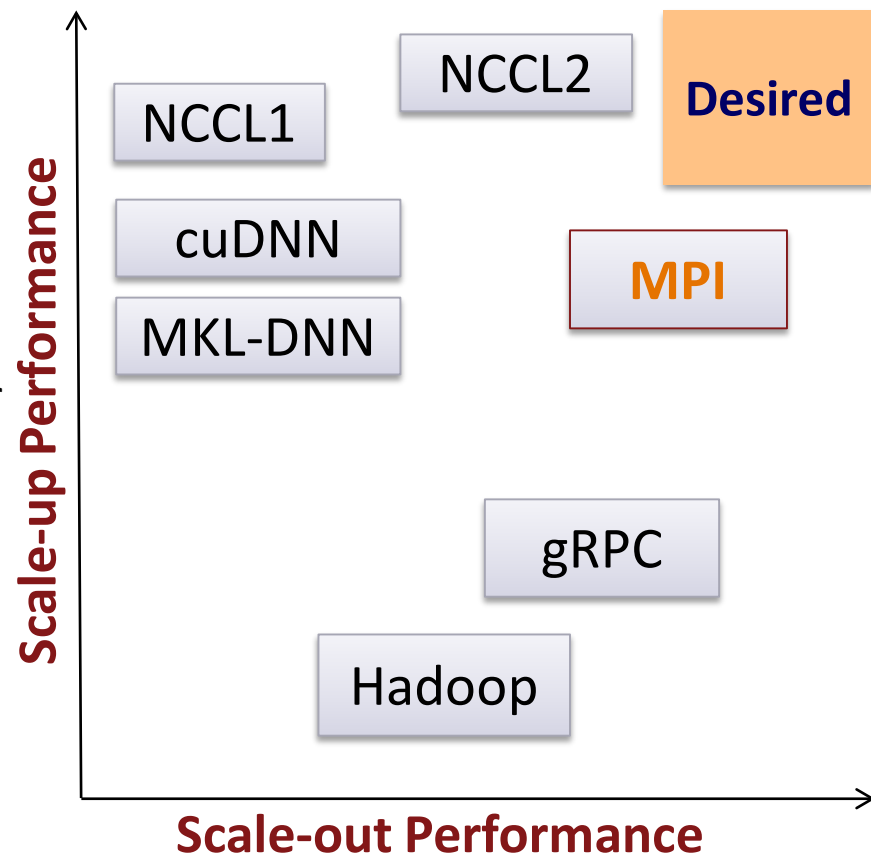 NCCL2
Desired
NCCL1
cuDNN
MPI
MKL-DNN
gRPC
Hadoop
Scale-up Performance
Scale-out Performance